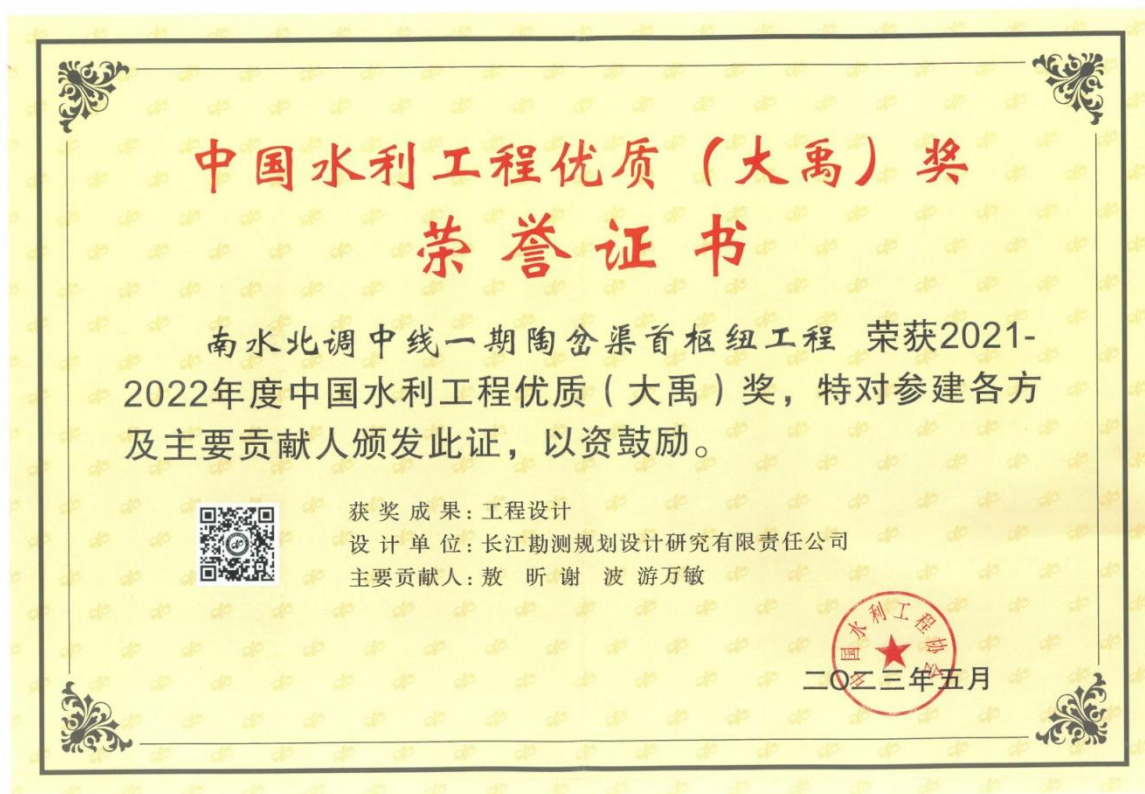 中国水利工程优质（大禹）奖
荣誉证书
南水北调中线一期陶岔渠首枢纽工程 荣获2021-
2022年度中国水利工程优质（大禹）奖，特对参建各方
及主要贡献人颁发此证，以资鼓励。
获奖成果：工程设计
设计单位：长江勘测规划设计研究有限责任公司
主要贡献人：敖 昕 谢 波 游万敏
中国水利工程协会
二〇二三年五月